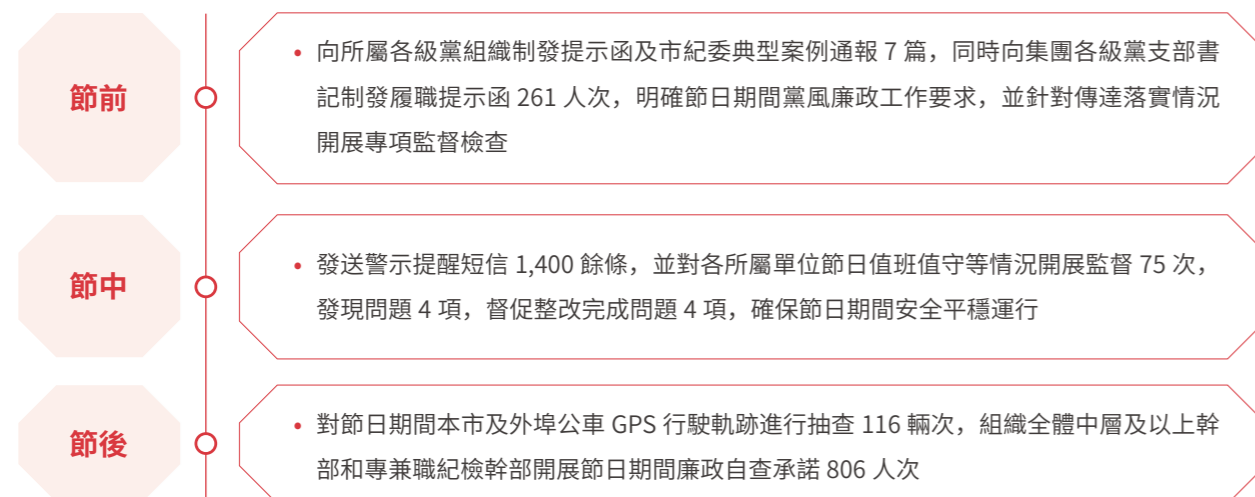 節前
• 向所屬各級黨組織制發提示函及市紀委典型案例通報 7 篇，同時向集團各級黨支部書
記制發履職提示函 261 人次，明確節日期間黨風廉政工作要求，並針對傳達落實情況
開展專項監督檢查
節中
• 發送警示提醒短信 1,400 餘條，並對各所屬單位節日值班值守等情況開展監督 75 次，
發現問題 4 項，督促整改完成問題 4 項，確保節日期間安全平穩運行
節後
• 對節日期間本市及外埠公車 GPS 行駛軌跡進行抽查 116 輛次，組織全體中層及以上幹
部和專兼職紀檢幹部開展節日期間廉政自查承諾 806 人次